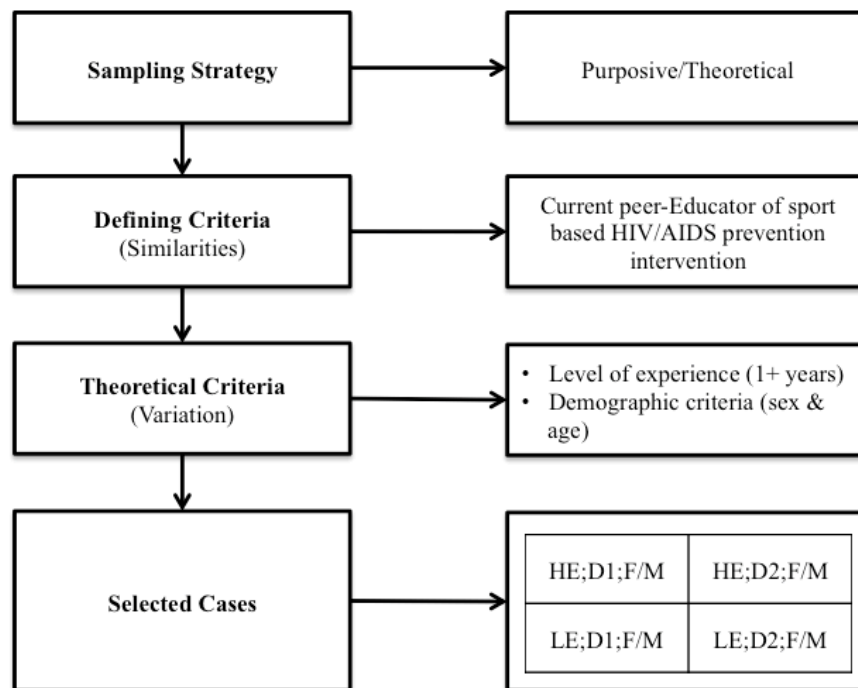 Sampling Strategy
Purposive/Theoretical
Defining Criteria
(Similarities)
Current peer-Educator of sport
based HIV/AIDS prevention
intervention
Theoretical Criteria
(Variation)
• Level of experience (1+ years)
• Demographic criteria (sex &
age)
Selected Cases
HE;D1;F/M
HE;D2;F/M
LE;D1;F/M
LE;D2;F/M